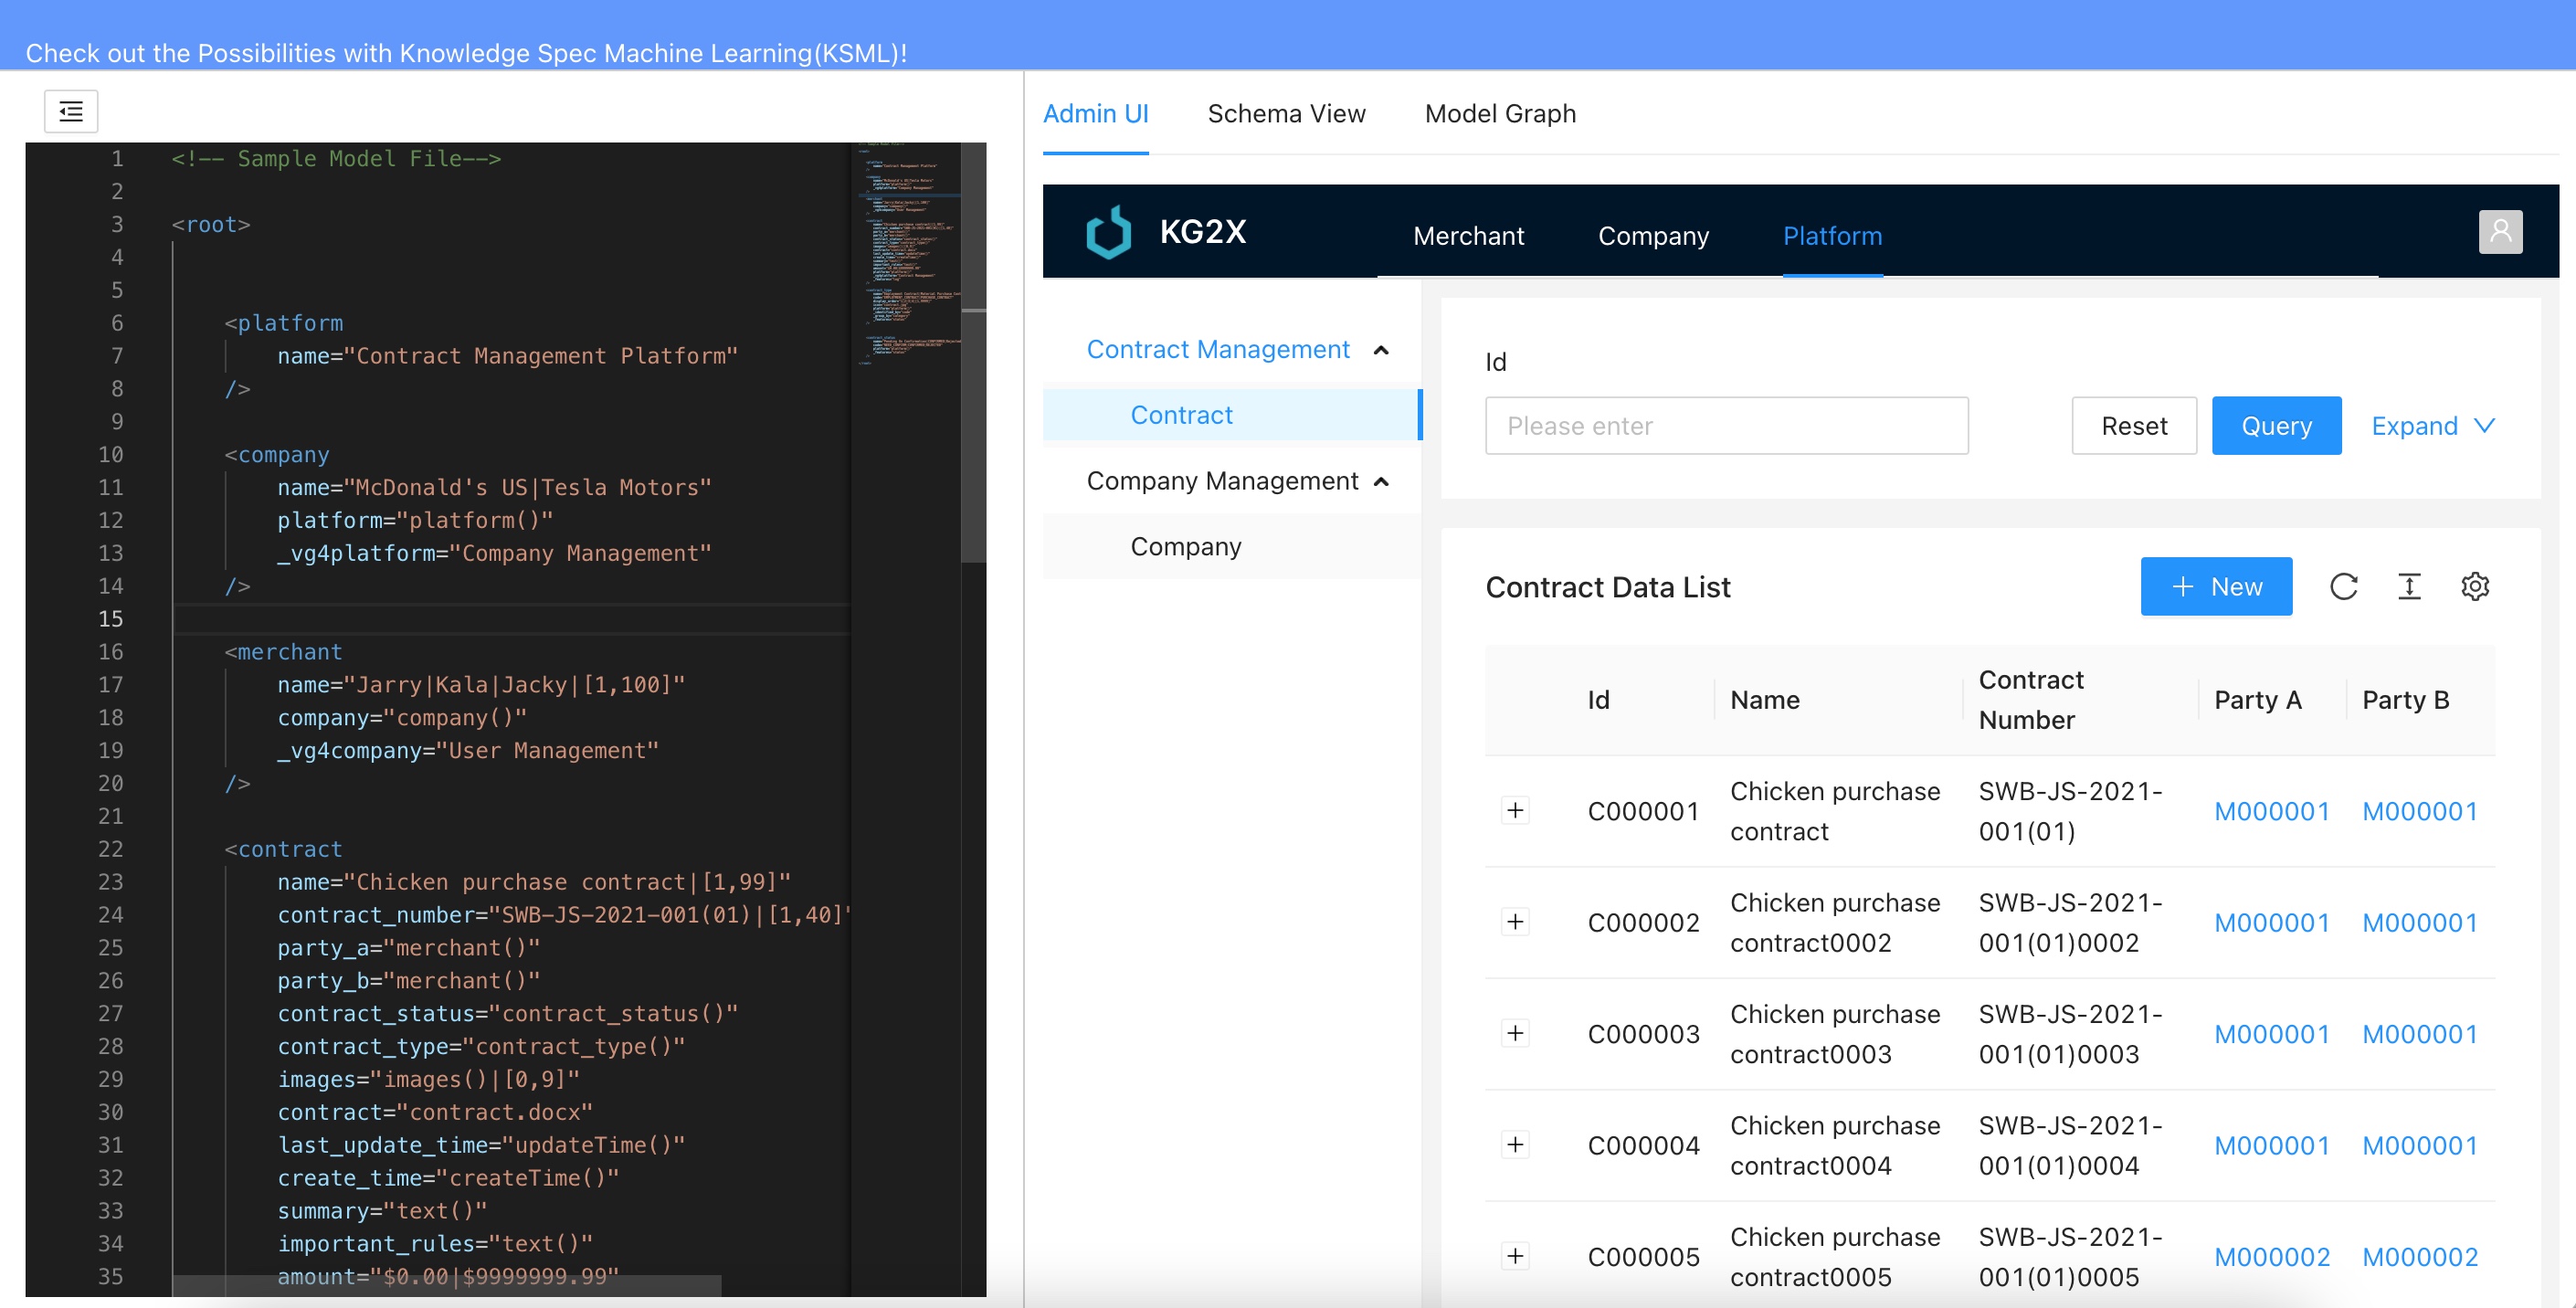 Check out the Possibilities with Knowledge Spec Machine Learning(KSML)!
1 <!-- Sample Model File-->
2
3 <root>
4
5
6 <platform
7 name="Contract Management Platform"
8 />
9
10 <company
11 name="McDonald's US|Tesla Motors"
12 platform="platform()"
13 _vg4platform="Company Management"
14 />
15
16 <merchant
17 name="Jarry|Kala|Jacky|[1,100]"
18 company="company()"
19 _vg4company="User Management"
20 />
21
22 <contract
23 name="Chicken purchase contract|[1,99]"
24 contract_number="SWB-JS-2021-001(01)|[1,40]"
25 party_a="merchant()"
26 party_b="merchant()"
27 contract_status="contract_status()"
28 contract_type="contract_type()"
29 images="images()|[0,9]"
30 contract="contract.docx"
31 last_update_time="updateTime()"
32 create_time="createTime()"
33 summary="text()"
34 important_rules="text()"
35 amount="$0.00|$9999999.99"
Admin UI Schema View Model Graph
KG2X Merchant Company Platform
Contract Management
Contract
Company Management
Company
Id
Please enter Reset Query Expand
Contract Data List + New
Id Name Contract Number Party A Party B
C000001 Chicken purchase contract SWB-JS-2021-001(01) M000001 M000001
C000002 Chicken purchase contract0002 SWB-JS-2021-001(01)0002 M000001 M000001
C000003 Chicken purchase contract0003 SWB-JS-2021-001(01)0003 M000001 M000001
C000004 Chicken purchase contract0004 SWB-JS-2021-001(01)0004 M000001 M000001
C000005 Chicken purchase contract0005 SWB-JS-2021-001(01)0005 M000002 M000002